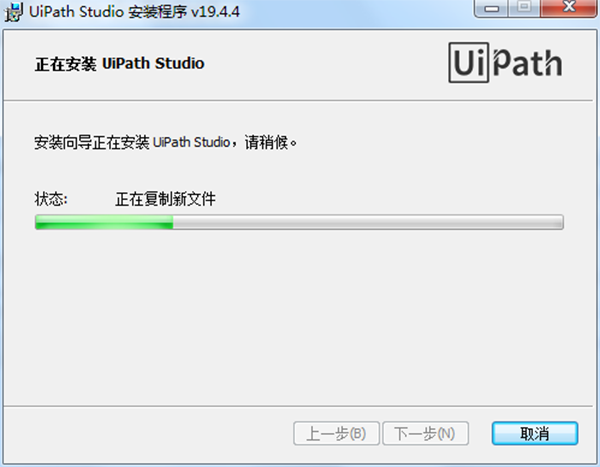 UiPath Studio 安装程序 v19.4.4
正在安装 UiPath Studio
UiPath
安装向导正在安装 UiPath Studio，请稍候。
状态: 正在复制新文件
上一步(B) 下一步(N) 取消